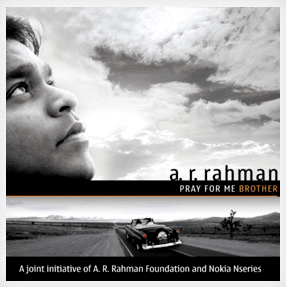 a. r. rahman
PRAY FOR ME BROTHER
A joint initiative of A. R. Rahman Foundation and Nokia Nseries